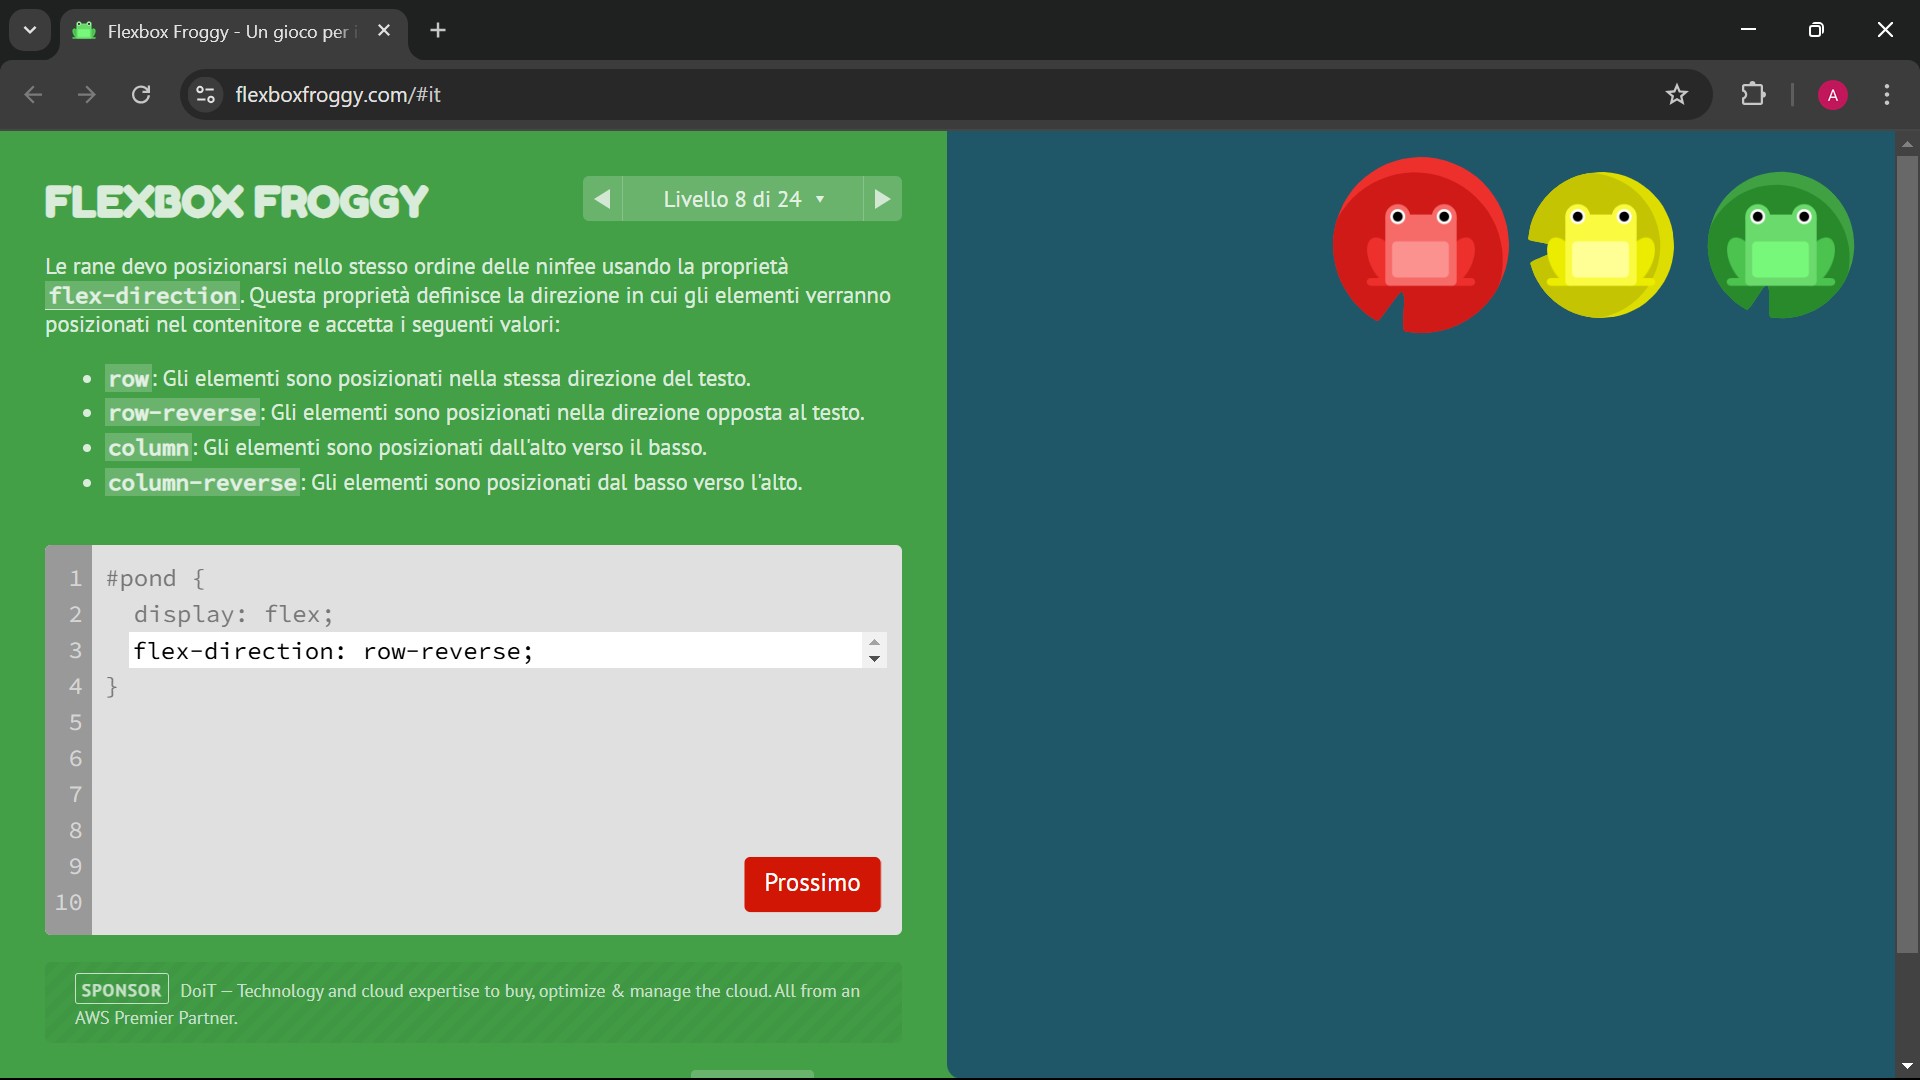 Flexbox Froggy - Un gioco per i
flexboxfroggy.com/#it
A
FLEXBOX FROGGY
Livello 8 di 24
Le rane devo posizionarsi nello stesso ordine delle ninfee usando la proprietà
flex-direction. Questa proprietà definisce la direzione in cui gli elementi verranno
posizionati nel contenitore e accetta i seguenti valori:
row: Gli elementi sono posizionati nella stessa direzione del testo.
row-reverse: Gli elementi sono posizionati nella direzione opposta al testo.
column: Gli elementi sono posizionati dall'alto verso il basso.
column-reverse: Gli elementi sono posizionati dal basso verso l'alto.
1 #pond {
2 display: flex;
3 flex-direction: row-reverse;
4 }
5
6
7
8
9
10
Prossimo
SPONSOR DoiT – Technology and cloud expertise to buy, optimize & manage the cloud. All from an
AWS Premier Partner.